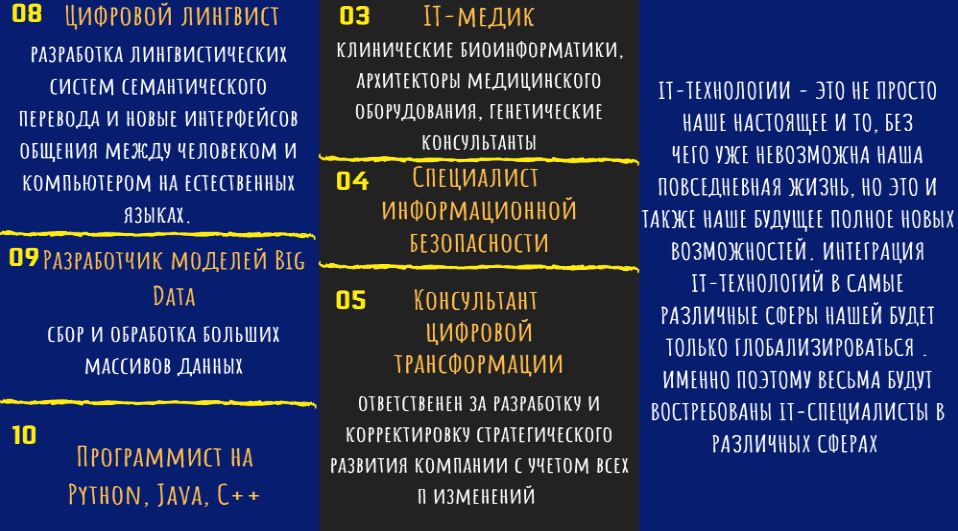 08 Цифровой лингвист
разработка лингвистических
систем семантического
перевода и новые интерфейсов
общения между человеком и
компьютером на естественных
языках.
09 Разработчик моделей Big
Data
сбор и обработка больших
массивов данных
10
Программист на
Python, Java, C++
03 IT-медик
клинические биоинформатики,
архитекторы медицинского
оборудования, генетические
консультанты
04 Специалист
информационной
безопасности
05 Консультант
цифровой
трансформации
ответственен за разработку и
корректировку стратегического
развития компании с учетом всех
п изменений
IT-технологии - это не просто
наше настоящее и то, без
чего уже невозможна наша
повседневная жизнь, но это и
также наше будущее полное новых
возможностей. Интеграция
IT-технологий в самые
различные сферы нашей будет
только глобализироваться .
Именно поэтому весьма будут
востребованы IT-специалисты в
различных сферах